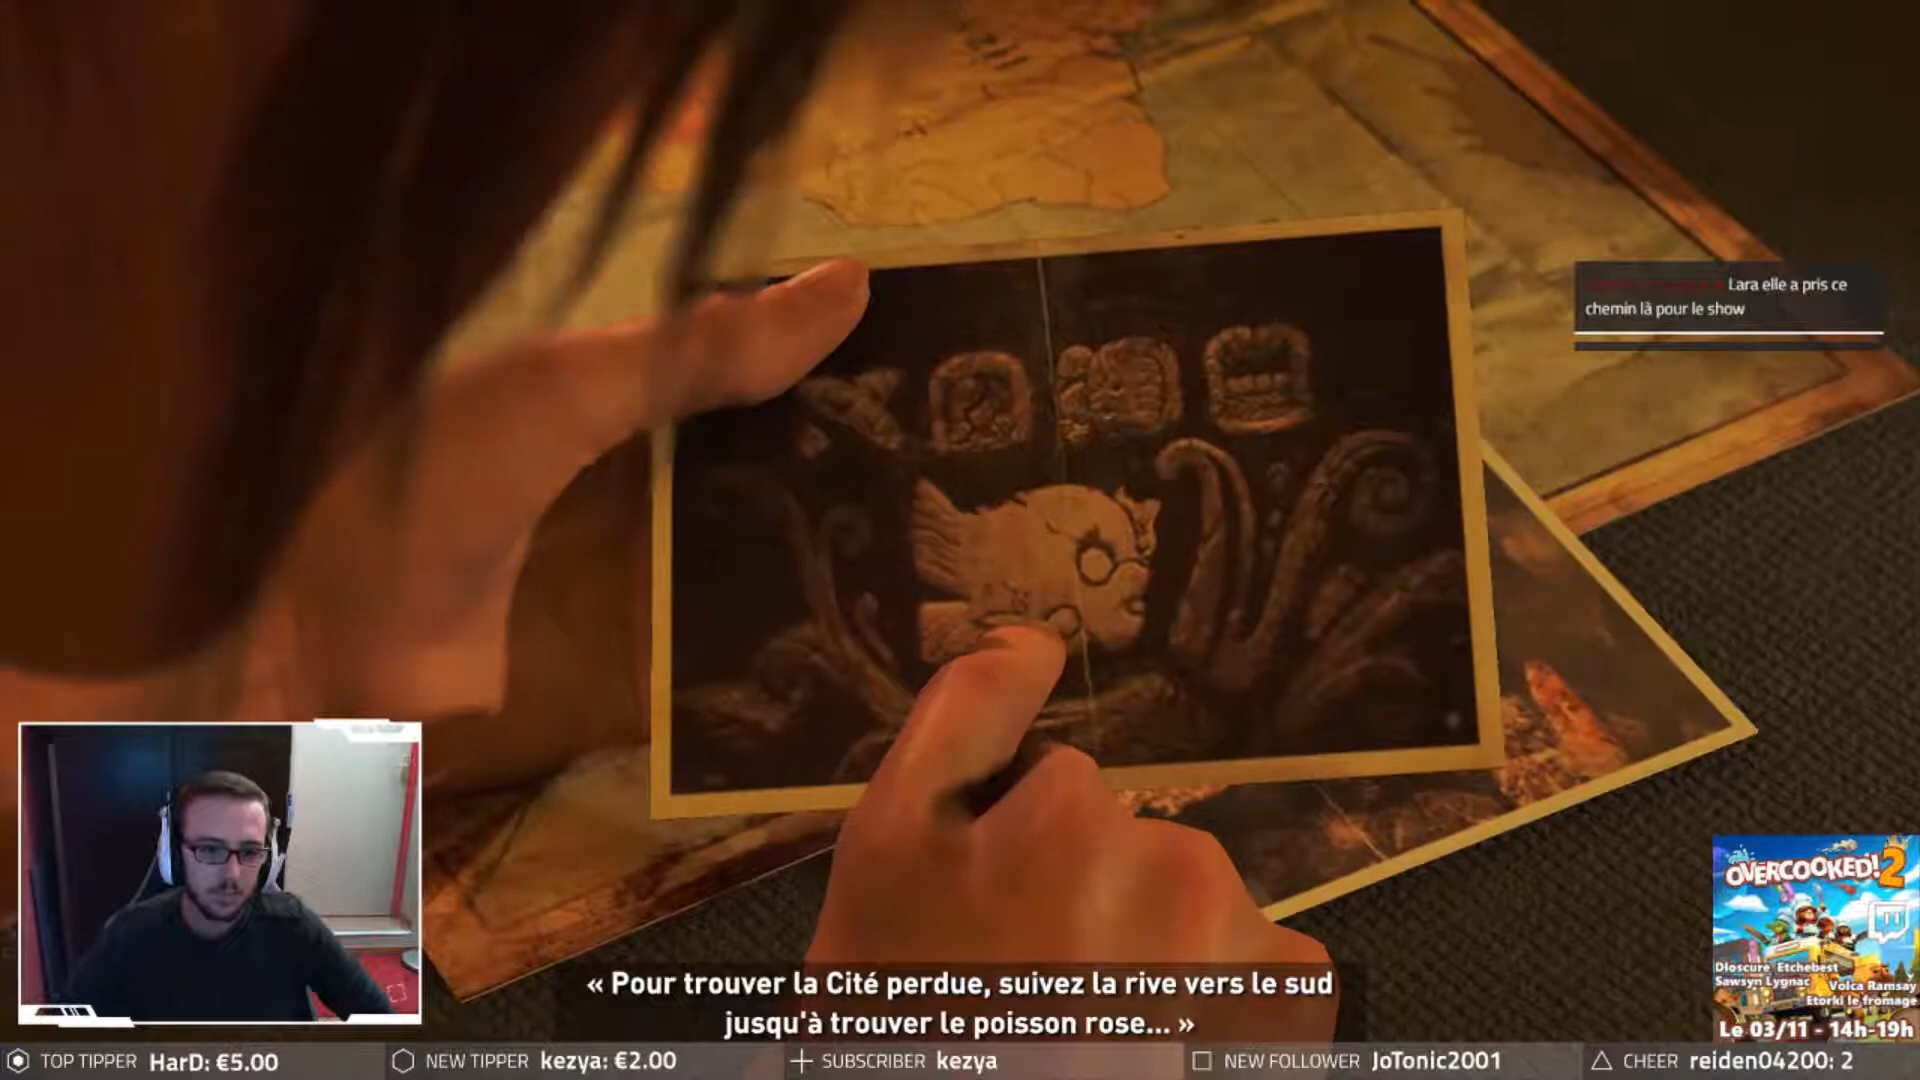 Lara elle a pris ce
chemin là pour le show
« Pour trouver la Cité perdue, suivez la rive vers le sud
jusqu'à trouver le poisson rose... »
OVERCOOKED! 2
Dioscure Etchebest
Sawsyn Lygnac
Volca Ramsay
Etorki le fromage
Le 03/11 - 14h-19h
TOP TIPPER HarD: €5.00
NEW TIPPER kezya: €2.00
SUBSCRIBER kezya
NEW FOLLOWER JoTonic2001
CHEER reiden04200: 2